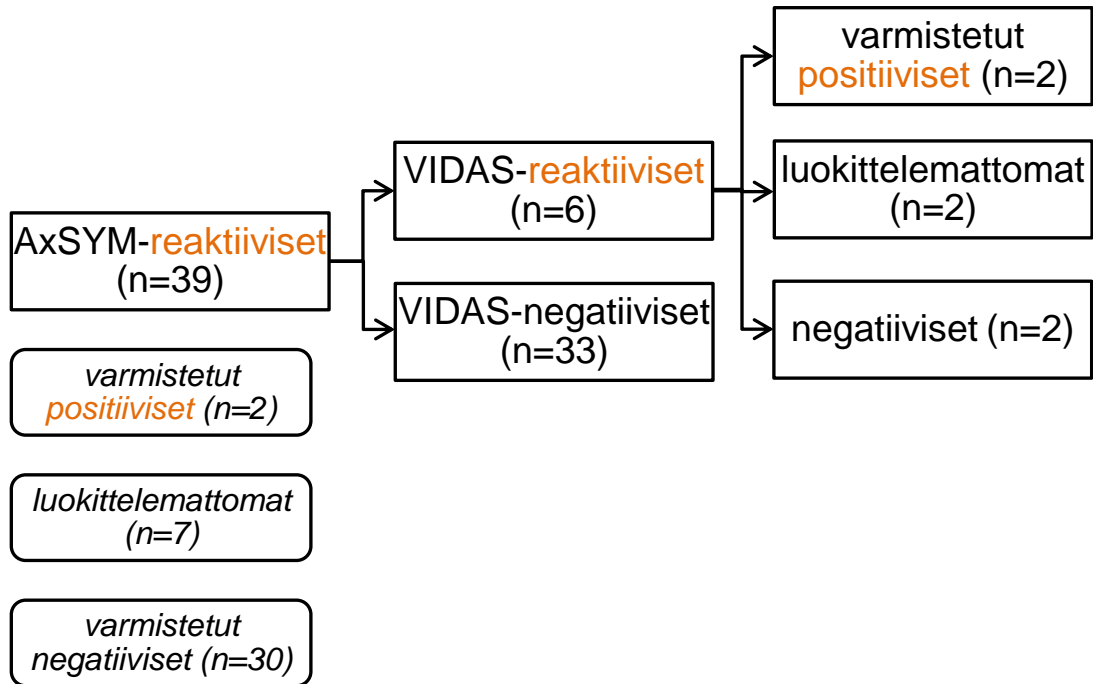 AxSYM-reaktiiviset
(n=39)
varmistetut
positiiviset (n=2)
luokittelemattomat
(n=7)
varmistetut
negatiiviset (n=30)
VIDAS-reaktiiviset
(n=6)
VIDAS-negatiiviset
(n=33)
varmistetut
positiiviset (n=2)
luokittelemattomat
(n=2)
negatiiviset (n=2)